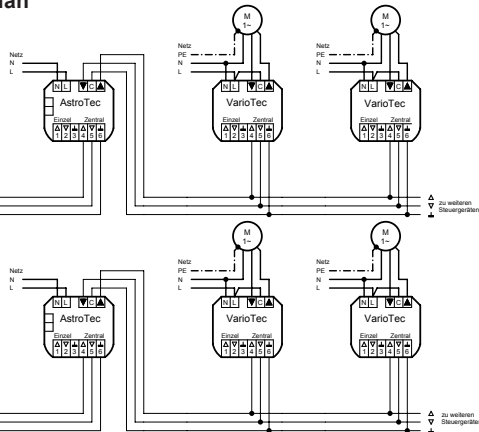 lan
M
1~
M
1~
Netz
N
L
Netz
PE
N
L
Netz
PE
N
L
N L C
AstroTec
Einzel Zentral
1 2 3 4 5 6
N L C
VarioTec
Einzel Zentral
1 2 3 4 5 6
N L C
VarioTec
Einzel Zentral
1 2 3 4 5 6
zu weiteren
Steuergeräten
M
1~
M
1~
Netz
N
L
Netz
PE
N
L
Netz
PE
N
L
N L C
AstroTec
Einzel Zentral
1 2 3 4 5 6
N L C
VarioTec
Einzel Zentral
1 2 3 4 5 6
N L C
VarioTec
Einzel Zentral
1 2 3 4 5 6
zu weiteren
Steuergeräten